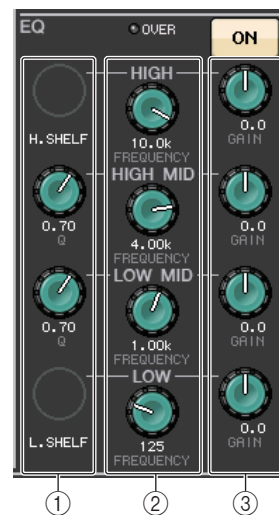 EQ OVER ON
HIGH
H.SHELF 10.0k FREQUENCY 0.0 GAIN
HIGH MID
0.70 Q 4.00k FREQUENCY 0.0 GAIN
LOW MID
0.70 Q 1.00k FREQUENCY 0.0 GAIN
LOW
L.SHELF 125 FREQUENCY 0.0 GAIN
① ② ③